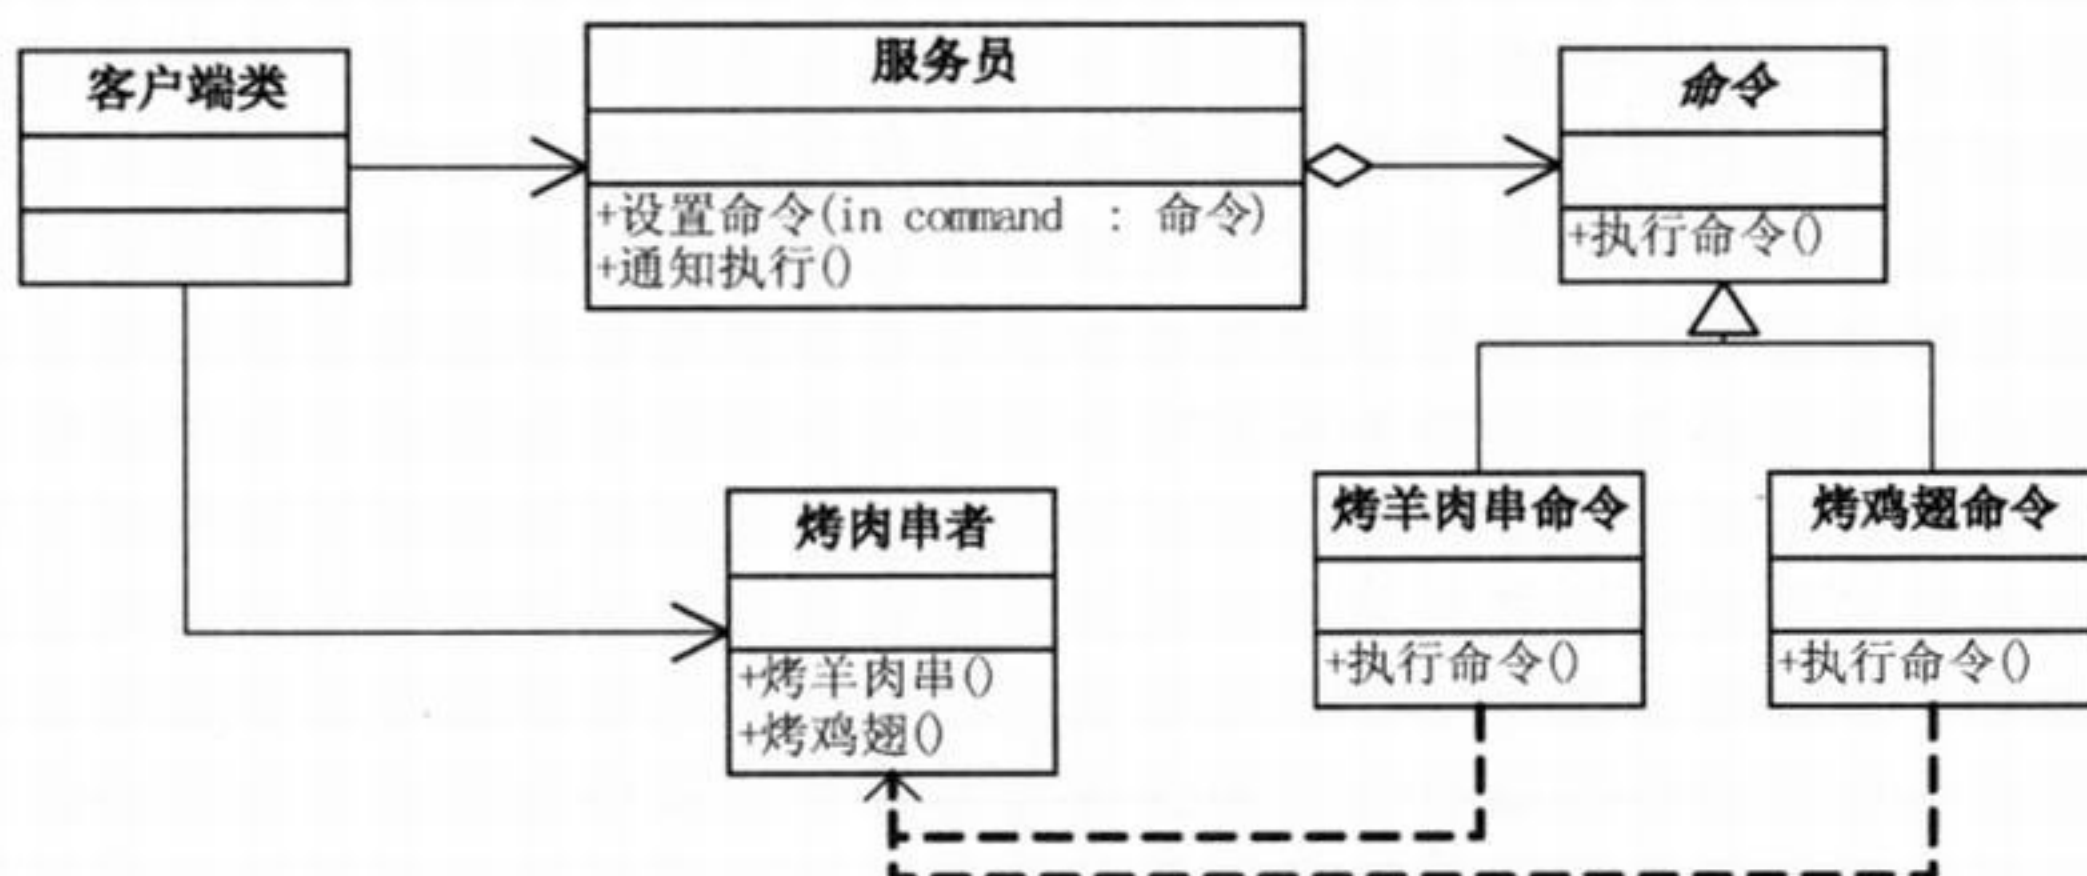 客户端类
服务员
+设置命令(in command : 命令)
+通知执行()
命令
+执行命令()
烤肉串者
+烤羊肉串()
+烤鸡翅()
烤羊肉串命令
+执行命令()
烤鸡翅命令
+执行命令()